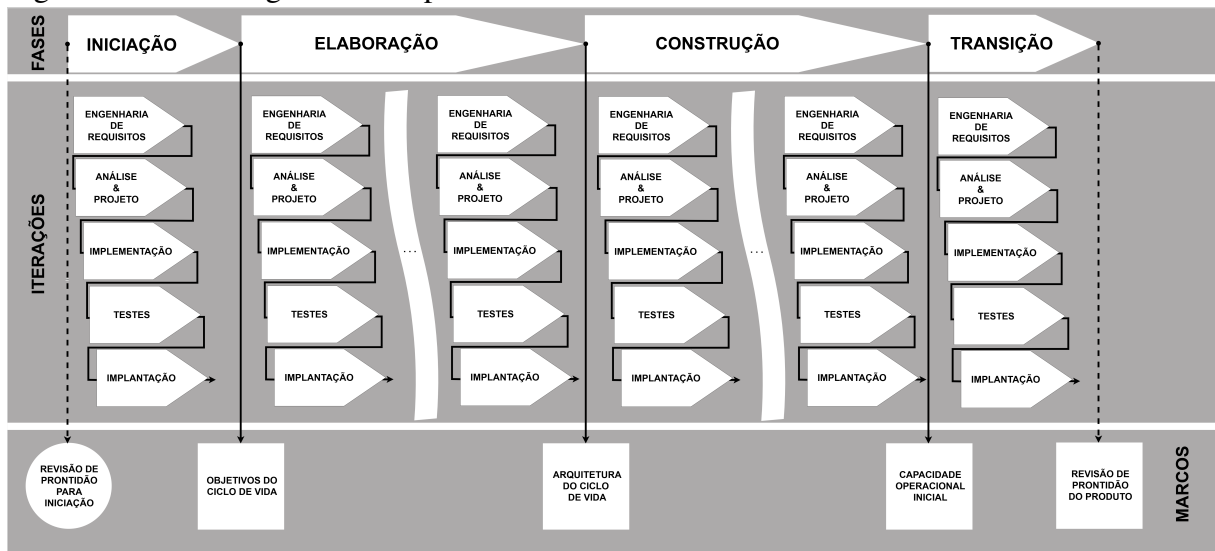 FASES
INICIAÇÃO
ELABORAÇÃO
CONSTRUÇÃO
TRANSIÇÃO
ITERAÇÕES
ENGENHARIA
DE
REQUISITOS
ANÁLISE
&
PROJETO
IMPLEMENTAÇÃO
TESTES
IMPLANTAÇÃO
ENGENHARIA
DE
REQUISITOS
ANÁLISE
&
PROJETO
IMPLEMENTAÇÃO
TESTES
IMPLANTAÇÃO
...
ENGENHARIA
DE
REQUISITOS
ANÁLISE
&
PROJETO
IMPLEMENTAÇÃO
TESTES
IMPLANTAÇÃO
ENGENHARIA
DE
REQUISITOS
ANÁLISE
&
PROJETO
IMPLEMENTAÇÃO
TESTES
IMPLANTAÇÃO
...
ENGENHARIA
DE
REQUISITOS
ANÁLISE
&
PROJETO
IMPLEMENTAÇÃO
TESTES
IMPLANTAÇÃO
ENGENHARIA
DE
REQUISITOS
ANÁLISE
&
PROJETO
IMPLEMENTAÇÃO
TESTES
IMPLANTAÇÃO
REVISÃO DE
PRONTIDÃO
PARA
INICIAÇÃO
OBJETIVOS DO
CICLO DE VIDA
ARQUITETURA
DO CICLO
DE VIDA
CAPACIDADE
OPERACIONAL
INICIAL
REVISÃO DE
PRONTIDÃO
DO PRODUTO
MARCOS